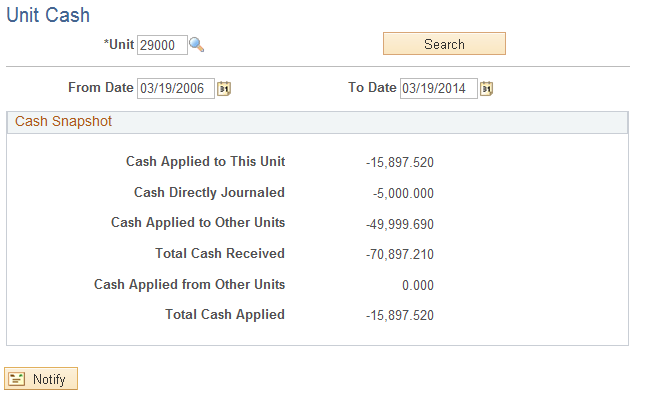 Unit Cash
*Unit 29000 Search
From Date 03/19/2006 31 To Date 03/19/2014 31
Cash Snapshot
Cash Applied to This Unit -15,897.520
Cash Directly Journaled -5,000.000
Cash Applied to Other Units -49,999.690
Total Cash Received -70,897.210
Cash Applied from Other Units 0.000
Total Cash Applied -15,897.520
Notify